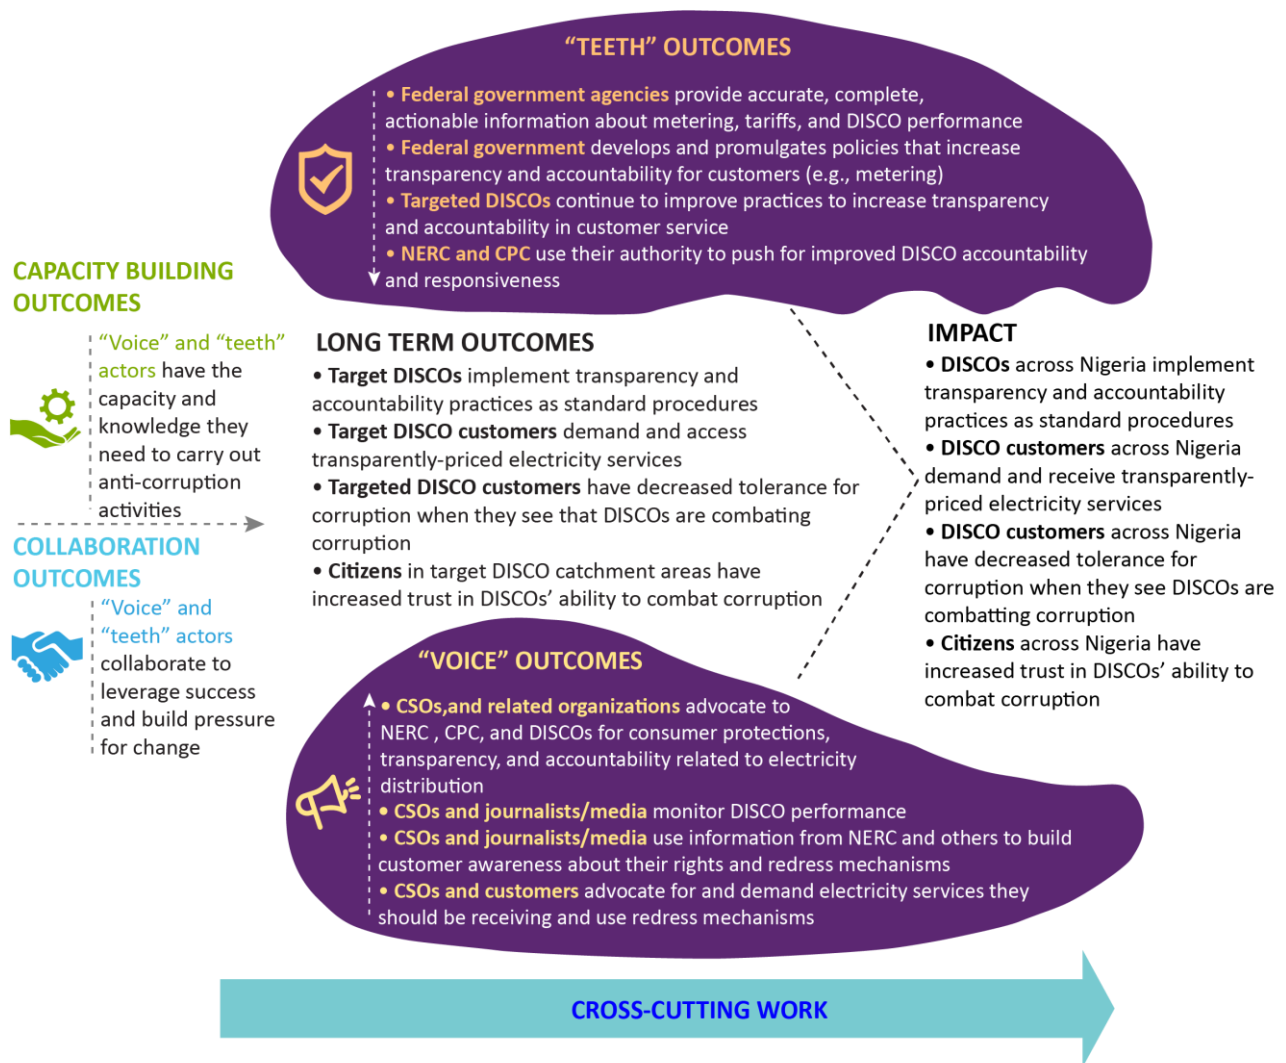 “TEETH” OUTCOMES
• Federal government agencies provide accurate, complete,
actionable information about metering, tariffs, and DISCO performance
• Federal government develops and promulgates policies that increase
transparency and accountability for customers (e.g., metering)
• Targeted DISCOs continue to improve practices to increase transparency
and accountability in customer service
• NERC and CPC use their authority to push for improved DISCO accountability
and responsiveness
CAPACITY BUILDING
OUTCOMES
“Voice” and “teeth”
actors have the
capacity and
knowledge they
need to carry out
anti-corruption
activities
COLLABORATION
OUTCOMES
“Voice” and
“teeth” actors
collaborate to
leverage success
and build pressure
for change
LONG TERM OUTCOMES
• Target DISCOs implement transparency and
accountability practices as standard procedures
• Target DISCO customers demand and access
transparently-priced electricity services
• Targeted DISCO customers have decreased tolerance for
corruption when they see that DISCOs are combating
corruption
• Citizens in target DISCO catchment areas have
increased trust in DISCOs’ ability to combat corruption
IMPACT
• DISCOs across Nigeria implement
transparency and accountability
practices as standard procedures
• DISCO customers across Nigeria
demand and receive transparently-
priced electricity services
• DISCO customers across Nigeria
have decreased tolerance for
corruption when they see DISCOs are
combatting corruption
• Citizens across Nigeria have
increased trust in DISCOs’ ability to
combat corruption
“VOICE” OUTCOMES
• CSOs,and related organizations advocate to
NERC , CPC, and DISCOs for consumer protections,
transparency, and accountability related to electricity
distribution
• CSOs and journalists/media monitor DISCO performance
• CSOs and journalists/media use information from NERC and others to build
customer awareness about their rights and redress mechanisms
• CSOs and customers advocate for and demand electricity services they
should be receiving and use redress mechanisms
CROSS-CUTTING WORK